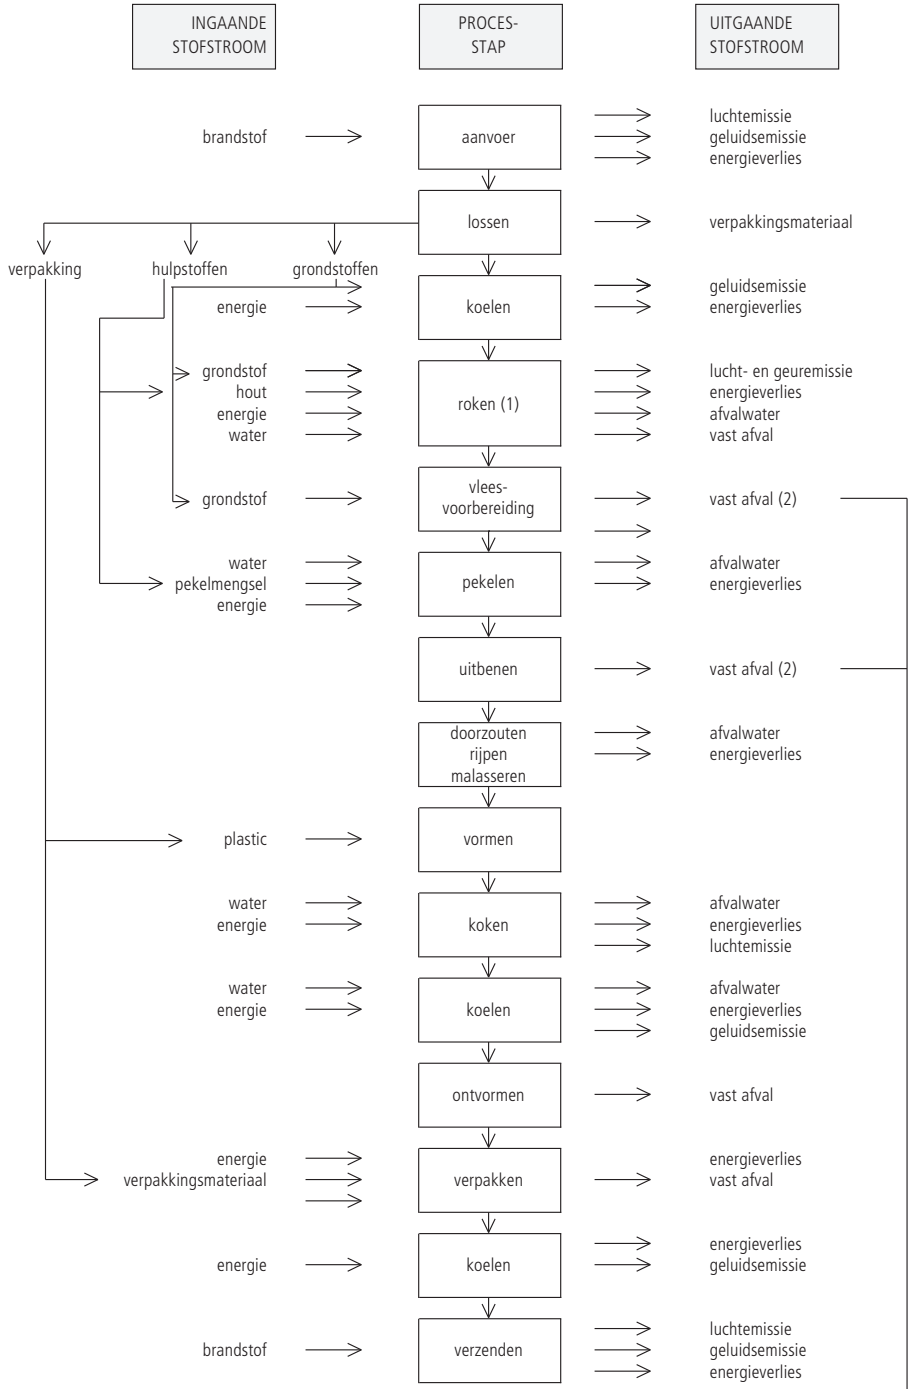 INGAANDE
STOFSTROOM
PROCES-
STAP
UITGAANDE
STOFSTROOM
brandstof
aanvoer
luchtemissie
geluidsemissie
energieverlies
lossen
verpakkingsmateriaal
verpakking
hulpstoffen
grondstoffen
energie
koelen
geluidsemissie
energieverlies
grondstof
hout
energie
water
roken (1)
lucht- en geuremissie
energieverlies
afvalwater
vast afval
grondstof
vlees-
voorbereiding
vast afval (2)
water
pekelmengsel
energie
pekelen
afvalwater
energieverlies
uitbenen
vast afval (2)
doorzouten
rijpen
malasseren
afvalwater
energieverlies
plastic
vormen
water
energie
koken
afvalwater
energieverlies
luchtemissie
water
energie
koelen
afvalwater
energieverlies
geluidsemissie
ontvormen
vast afval
energie
verpakkingsmateriaal
verpakken
energieverlies
vast afval
energie
koelen
energieverlies
geluidsemissie
brandstof
verzenden
luchtemissie
geluidsemissie
energieverlies